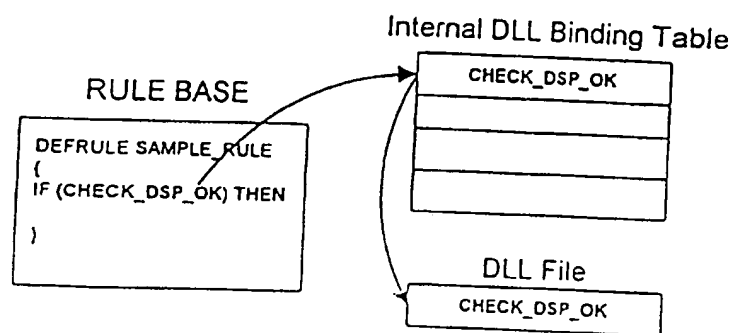 Internal DLL Binding Table
CHECK_DSP_OK
RULE BASE
DEFRULE SAMPLE_RULE
{
IF (CHECK_DSP_OK) THEN
}
DLL File
CHECK_DSP_OK